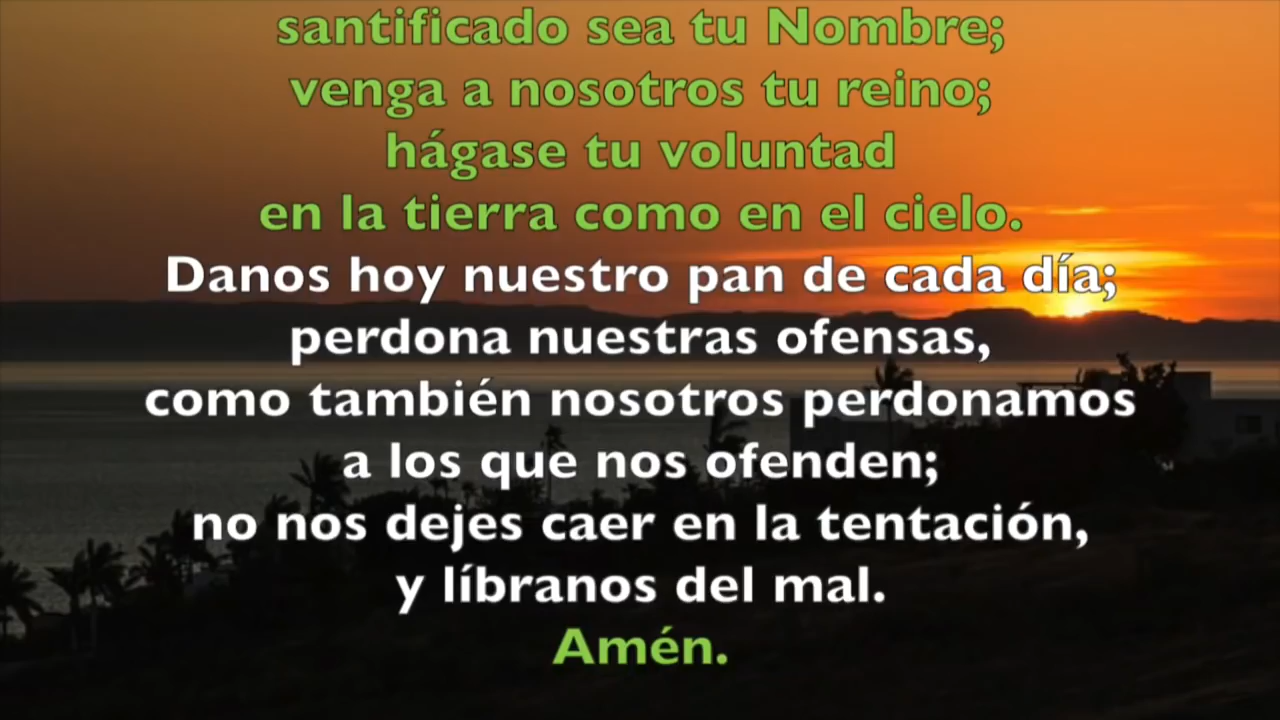 santificado sea tu Nombre;
venga a nosotros tu reino;
hágase tu voluntad
en la tierra como en el cielo.
Danos hoy nuestro pan de cada día;
perdona nuestras ofensas,
como también nosotros perdonamos
a los que nos ofenden;
no nos dejes caer en la tentación,
y líbranos del mal.
Amén.